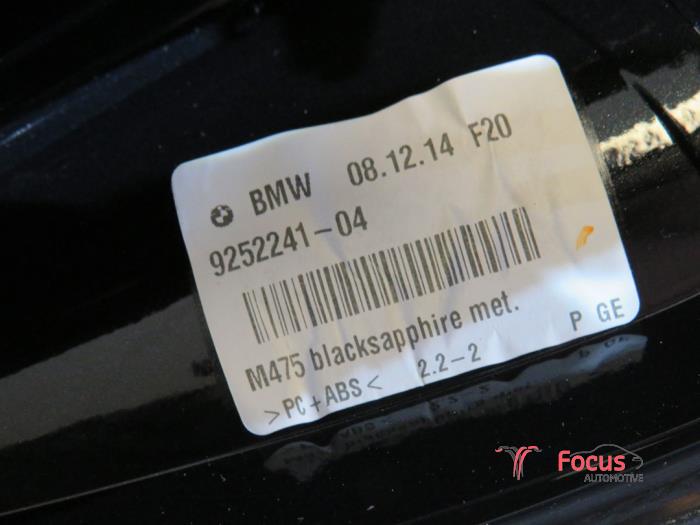 BMW 08.12.14 F20
9252241-04
M475 blacksapphire met.
>PC+ABS< 2.2-2 P GE
Focus
AUTOMOTIVE